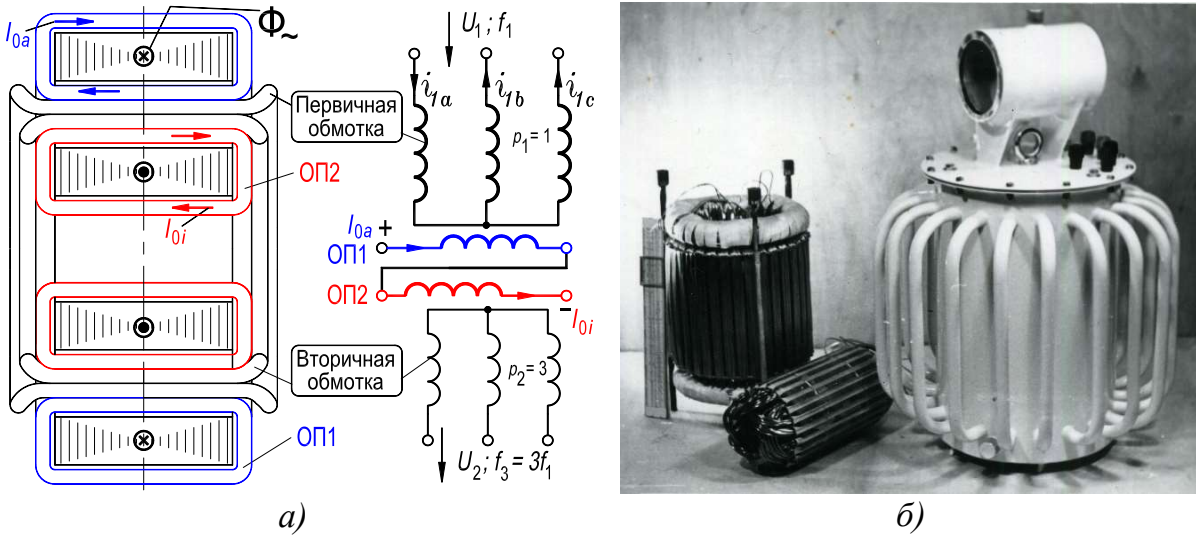 I0a
Φ~
U1 ; f1
i1a
i1b
i1c
Первичная
обмотка
p1 = 1
ОП2
I0i
I0a +
ОП1
ОП2
– I0i
Вторичная
обмотка
p2 = 3
ОП1
U2 ; f3 = 3f1
а)
б)